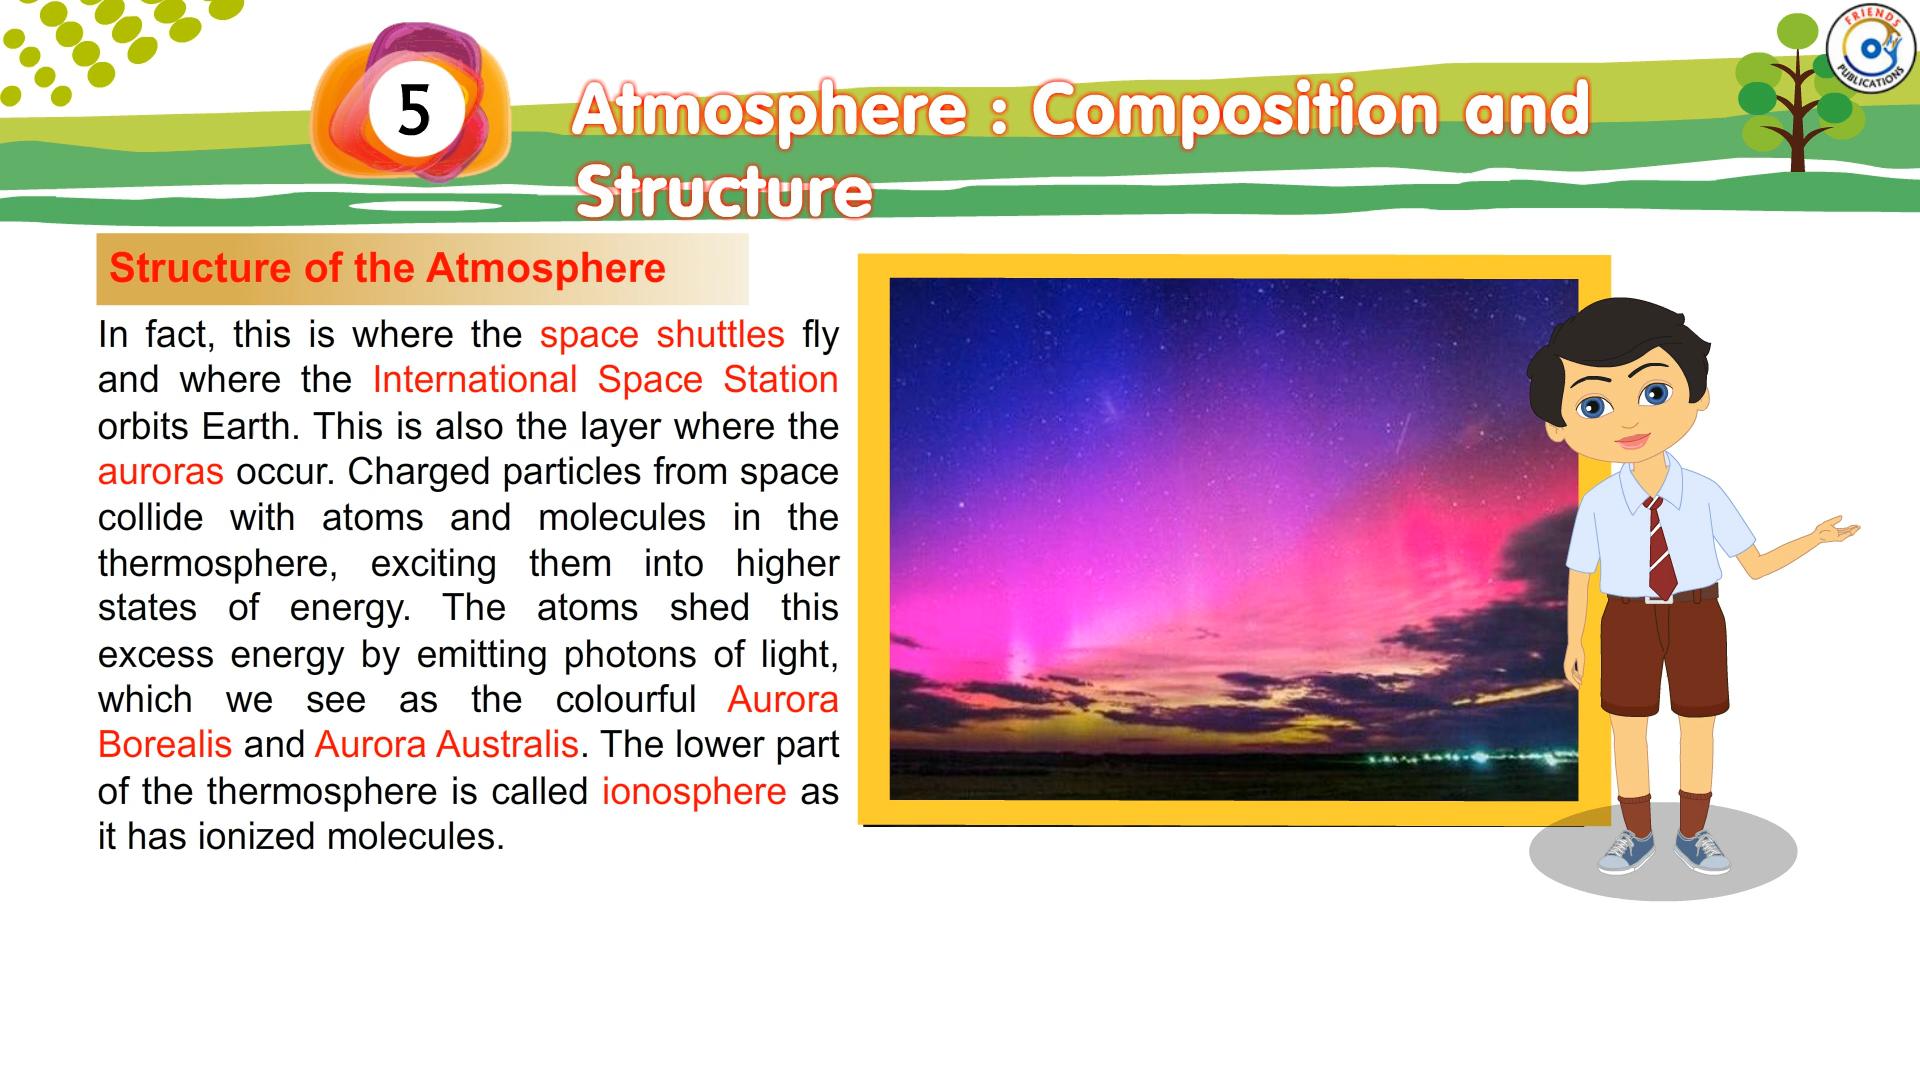 5
Atmosphere : Composition and
Structure
FRIENDS
PUBLICATIONS
Structure of the Atmosphere
In fact, this is where the space shuttles fly
and where the International Space Station
orbits Earth. This is also the layer where the
auroras occur. Charged particles from space
collide with atoms and molecules in the
thermosphere, exciting them into higher
states of energy. The atoms shed this
excess energy by emitting photons of light,
which we see as the colourful Aurora
Borealis and Aurora Australis. The lower part
of the thermosphere is called ionosphere as
it has ionized molecules.